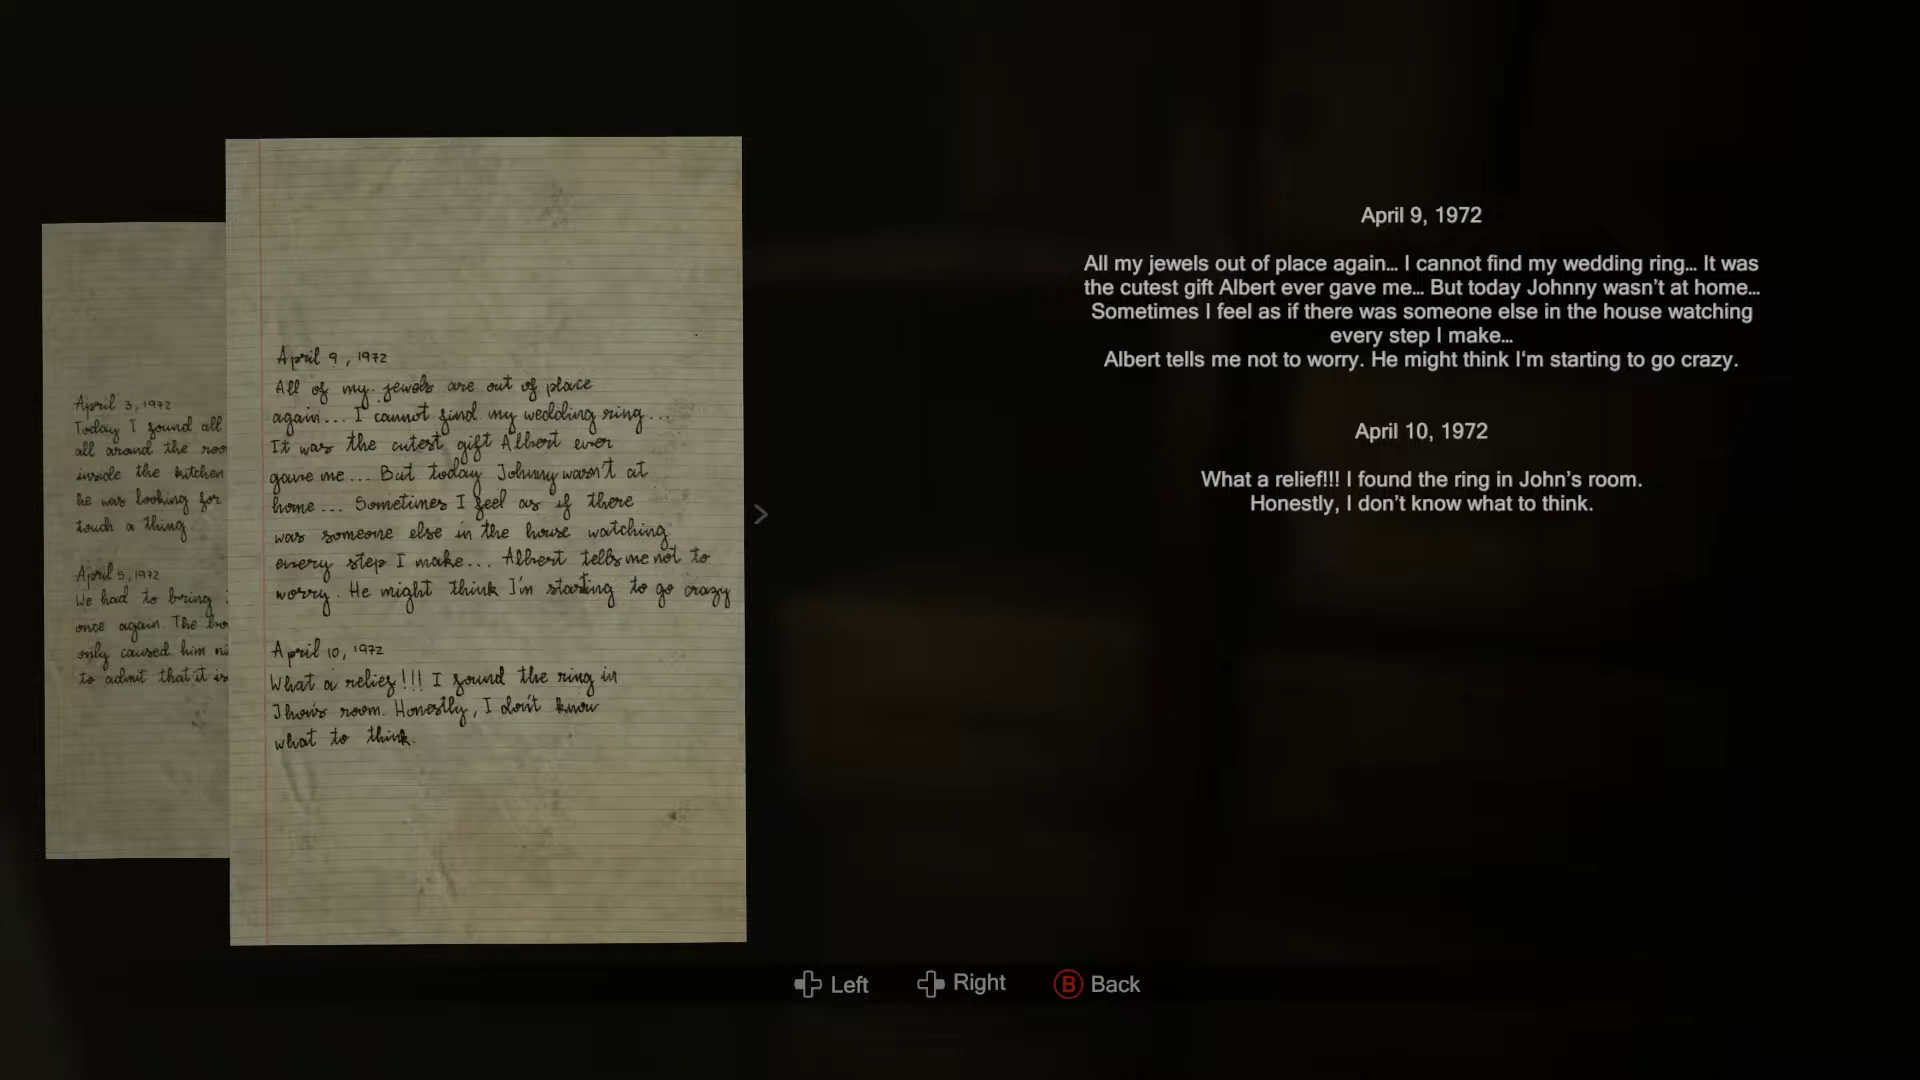 April 3, 1972
Today I found all
all around the
inside the kitchen
he was looking for
touch a thing.
April 5, 1972
We had to bring
once again. The
only caused him
to admit that it is
April 9, 1972
All of my jewels are out of place
again... I cannot find my wedding ring...
It was the cutest gift Albert ever
gave me... But today Johnny wasn't at
home... Sometimes I feel as if there
was someone else in the house watching
every step I make... Albert tells me not to
worry. He might think I'm starting to go crazy
April 10, 1972
What a relief!!! I found the ring in
Jhon's room. Honestly, I don't know
what to think.
April 9, 1972
All my jewels out of place again... I cannot find my wedding ring... It was
the cutest gift Albert ever gave me... But today Johnny wasn't at home...
Sometimes I feel as if there was someone else in the house watching
every step I make...
Albert tells me not to worry. He might think I'm starting to go crazy.
April 10, 1972
What a relief!!! I found the ring in John's room.
Honestly, I don't know what to think.
Left Right B Back